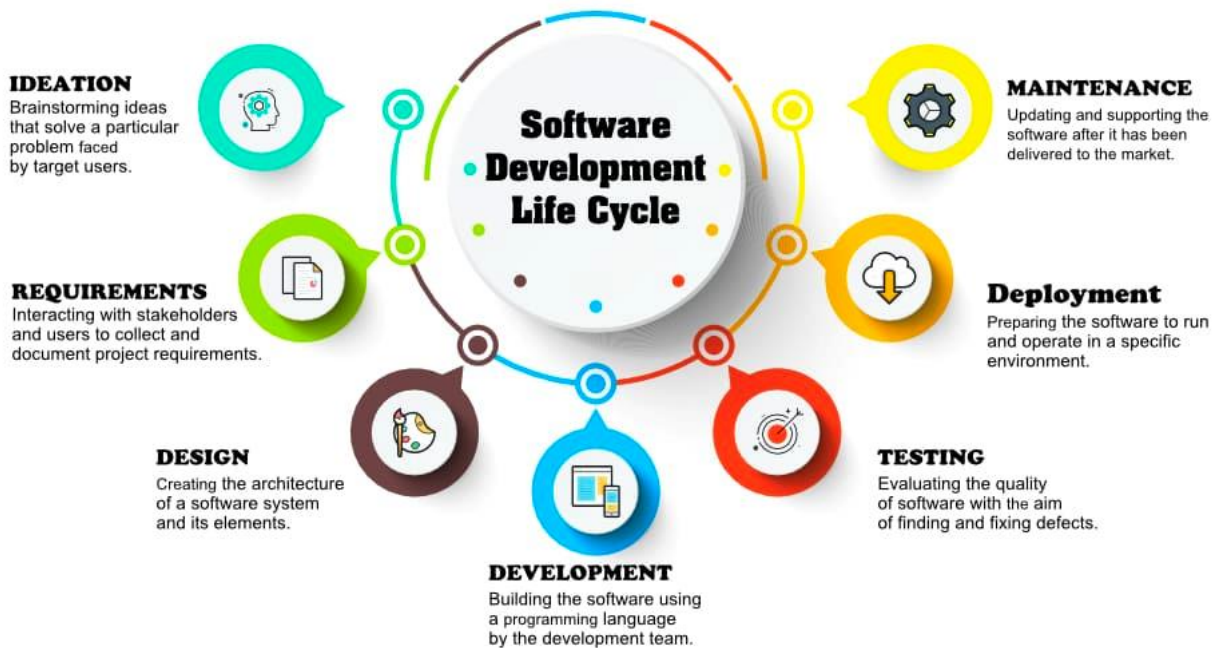 Software
Development
Life Cycle
IDEATION
Brainstorming ideas
that solve a particular
problem faced
by target users.
REQUIREMENTS
Interacting with stakeholders
and users to collect and
document project requirements.
DESIGN
Creating the architecture
of a software system
and its elements.
DEVELOPMENT
Building the software using
a programming language
by the development team.
TESTING
Evaluating the quality
of software with the aim
of finding and fixing defects.
Deployment
Preparing the software to run
and operate in a specific
environment.
MAINTENANCE
Updating and supporting the
software after it has been
delivered to the market.